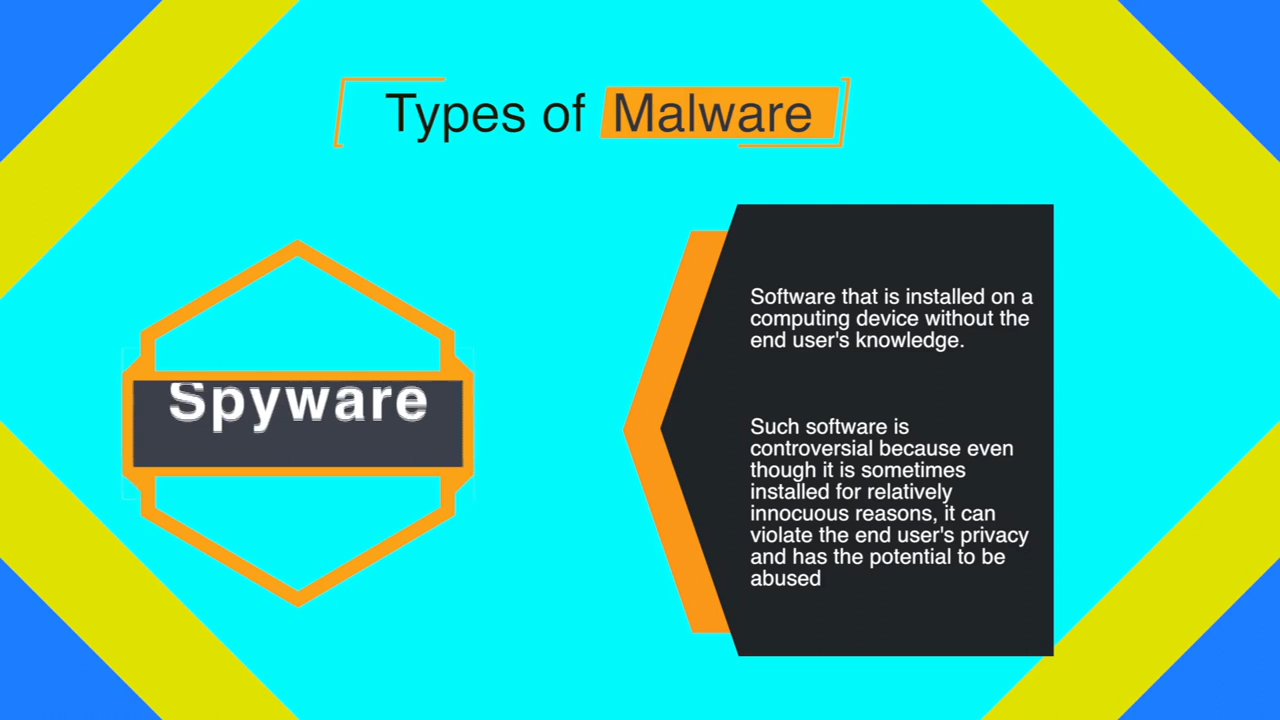 Types of Malware
Spyware
Software that is installed on a
computing device without the
end user's knowledge.
Such software is
controversial because even
though it is sometimes
installed for relatively
innocuous reasons, it can
violate the end user's privacy
and has the potential to be
abused